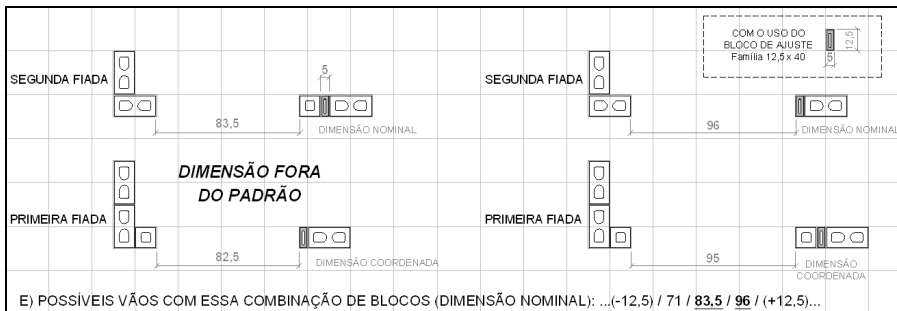 COM O USO DO
BLOCO DE AJUSTE
Família 12,5 x 40
12,5
5
SEGUNDA FIADA
5
83,5
DIMENSÃO NOMINAL
SEGUNDA FIADA
96
DIMENSÃO NOMINAL
DIMENSÃO FORA
DO PADRÃO
PRIMEIRA FIADA
82,5
DIMENSÃO COORDENADA
PRIMEIRA FIADA
95
DIMENSÃO
COORDENADA
E) POSSÍVEIS VÃOS COM ESSA COMBINAÇÃO DE BLOCOS (DIMENSÃO NOMINAL): ...(-12,5) / 71 / 83,5 / 96 / (+12,5)...